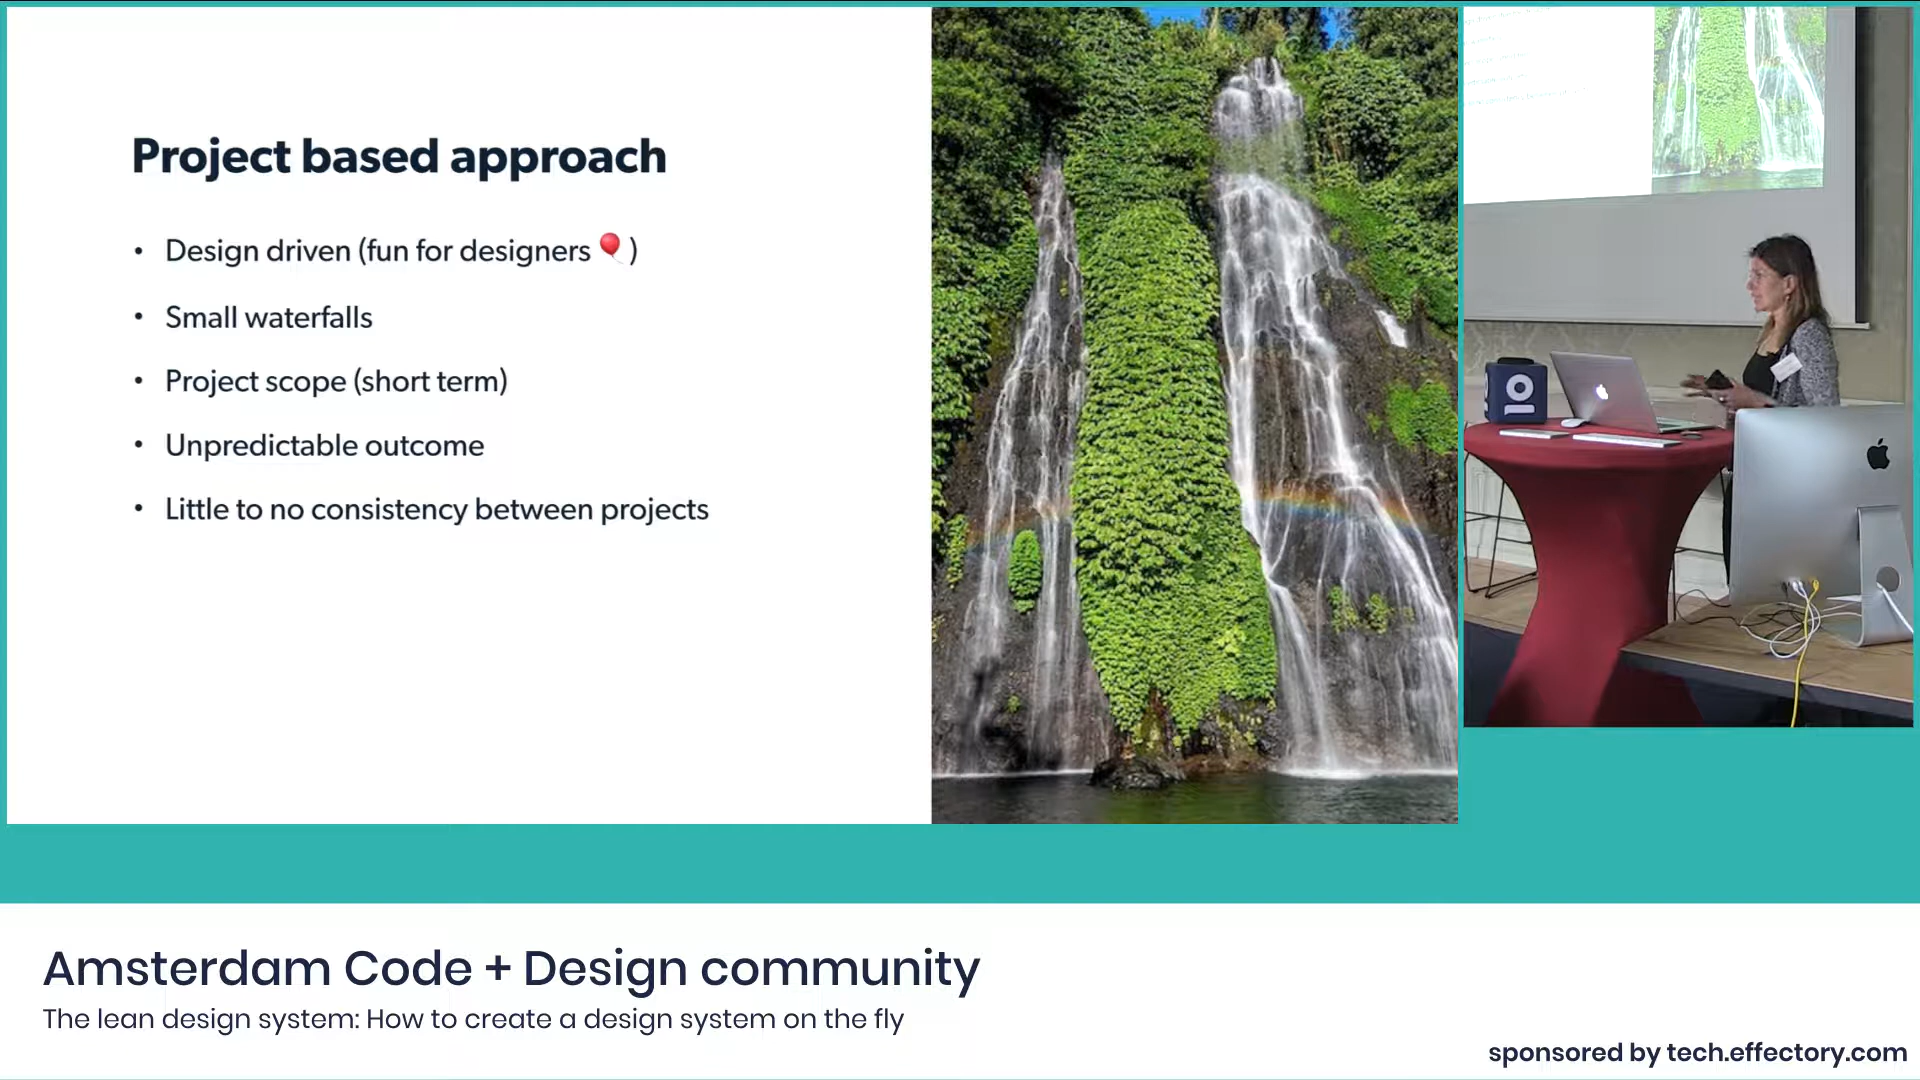 Project based approach
• Design driven (fun for designers 🎈)
• Small waterfalls
• Project scope (short term)
• Unpredictable outcome
• Little to no consistency between projects
Amsterdam Code + Design community
The lean design system: How to create a design system on the fly
sponsored by tech.effectory.com